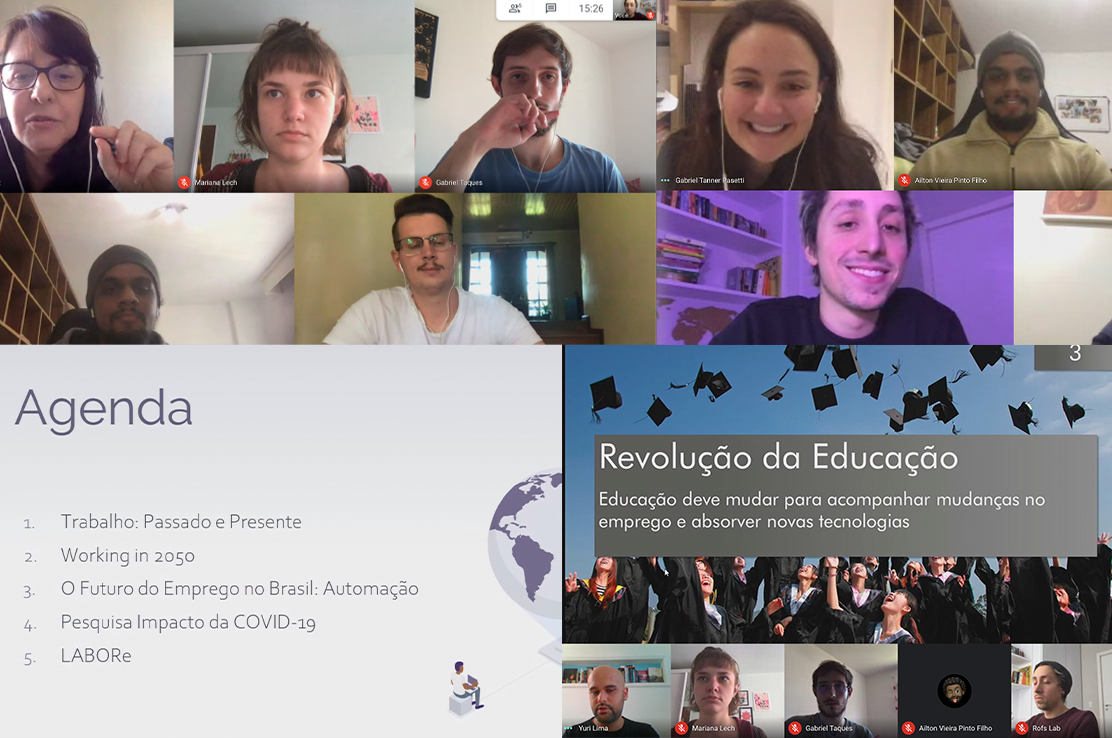 15:26
Você
Mariana Lech
Gabriel Taques
Gabriel Tanner Pasetti
Ailton Vieira Pinto Filho
Agenda
1. Trabalho: Passado e Presente
2. Working in 2050
3. O Futuro do Emprego no Brasil: Automação
4. Pesquisa Impacto da COVID-19
5. LABORe
3
Revolução da Educação
Educação deve mudar para acompanhar mudanças no
emprego e absorver novas tecnologias
Yuri Lima
Mariana Lech
Gabriel Taques
Ailton Vieira Pinto Filho
Rofs Lab